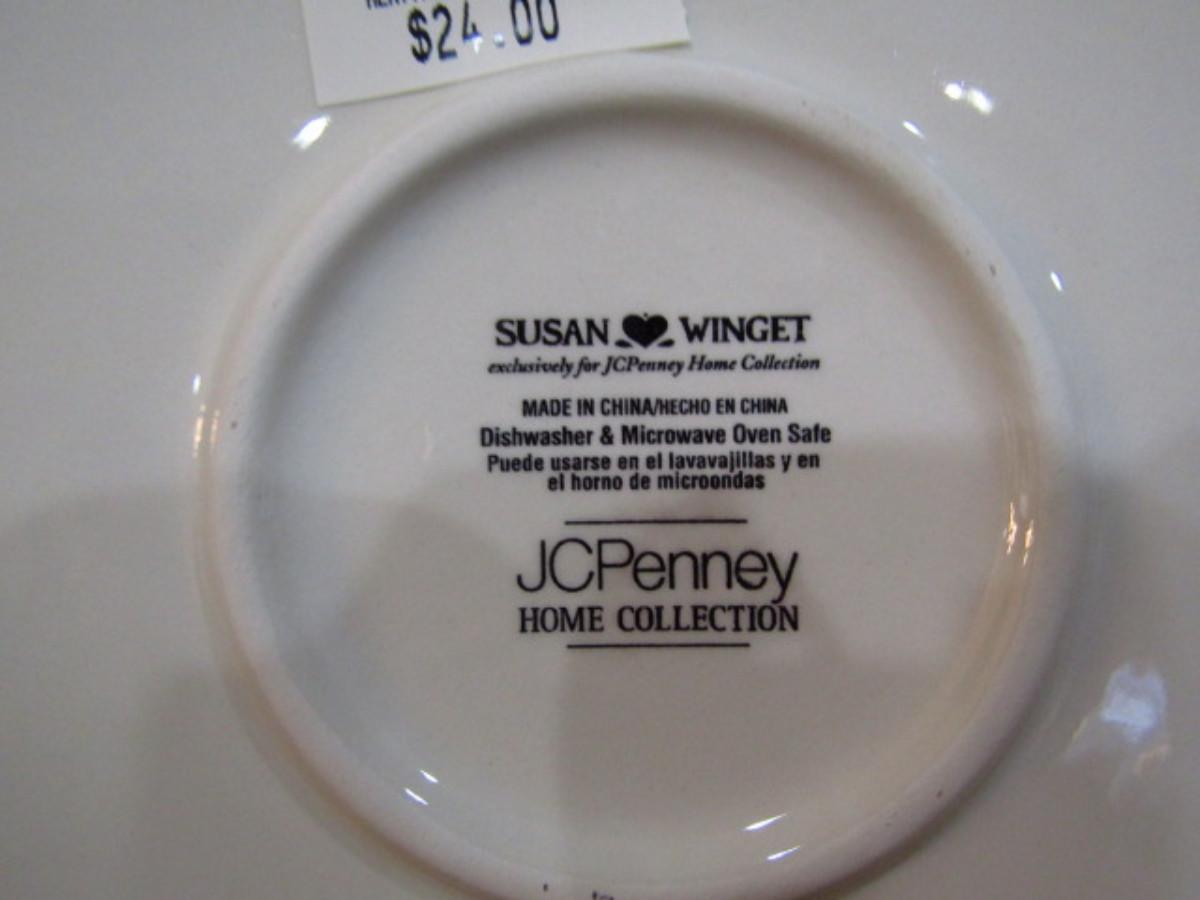 $24.00
SUSAN WINGET
exclusively for JCPenney Home Collection
MADE IN CHINA/HECHO EN CHINA
Dishwasher & Microwave Oven Safe
Puede usarse en el lavavajillas y en
el horno de microondas
JCPenney
HOME COLLECTION